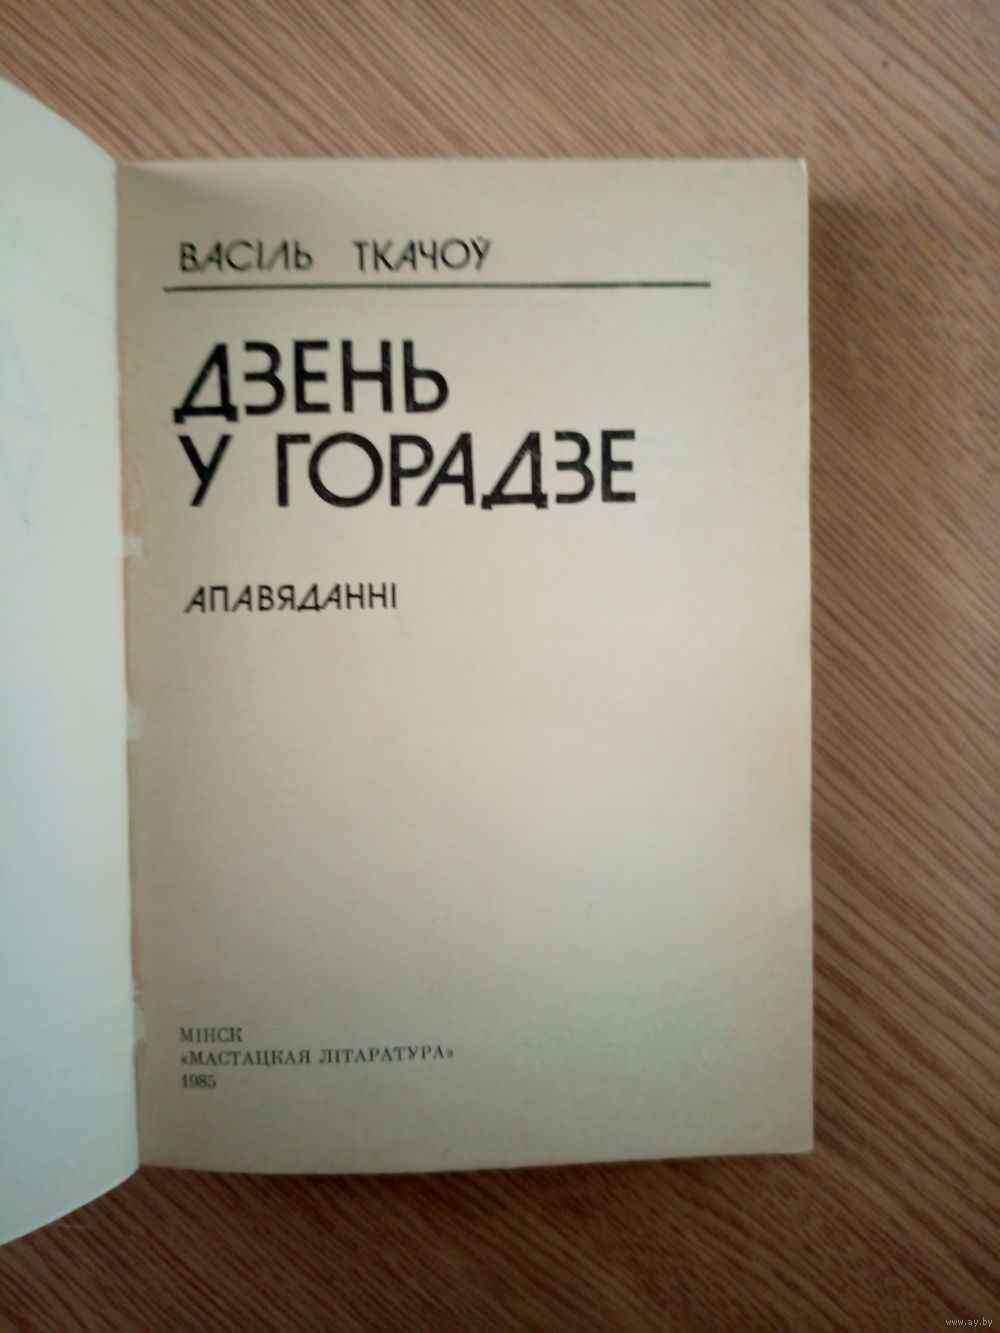 ВАСІЛЬ ТКАЧОЎ
ДЗЕНЬ
У ГОРАДЗЕ
АПАВЯДАННІ
МІНСК
«МАСТАЦКАЯ ЛІТАРАТУРА»
1985
www.ay.by